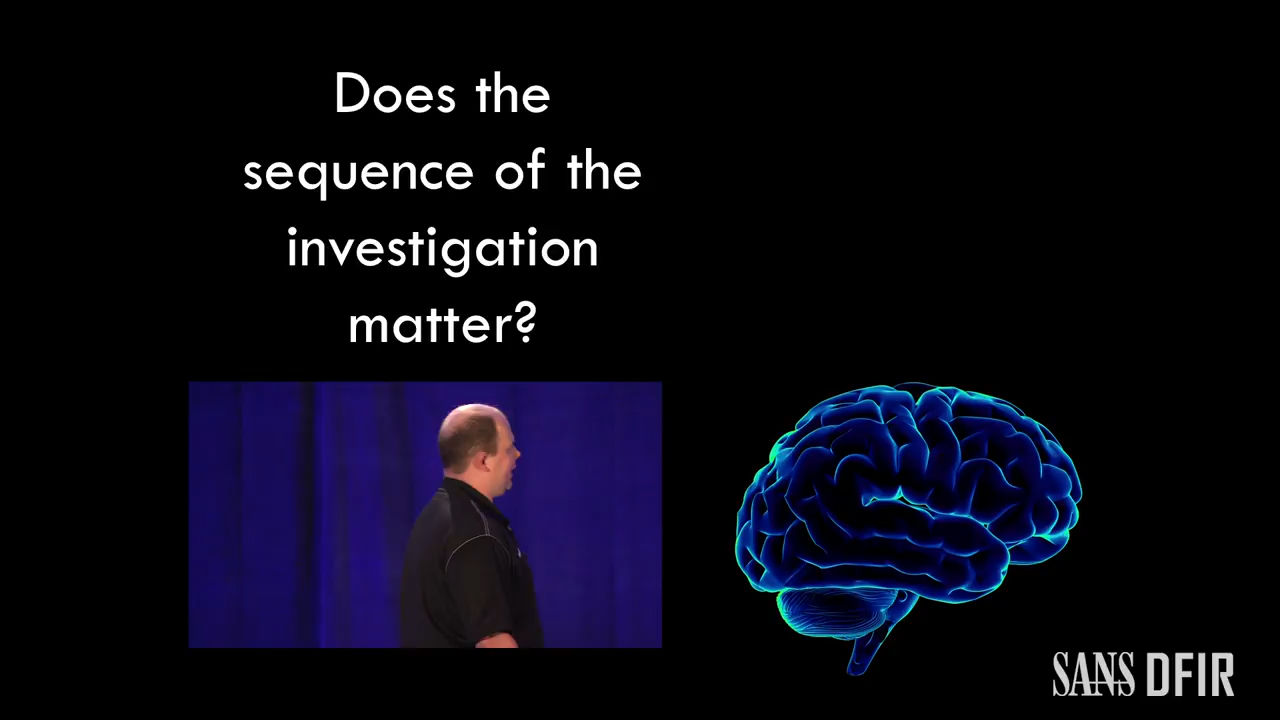 Does the
sequence of the
investigation
matter?
SANS DFIR